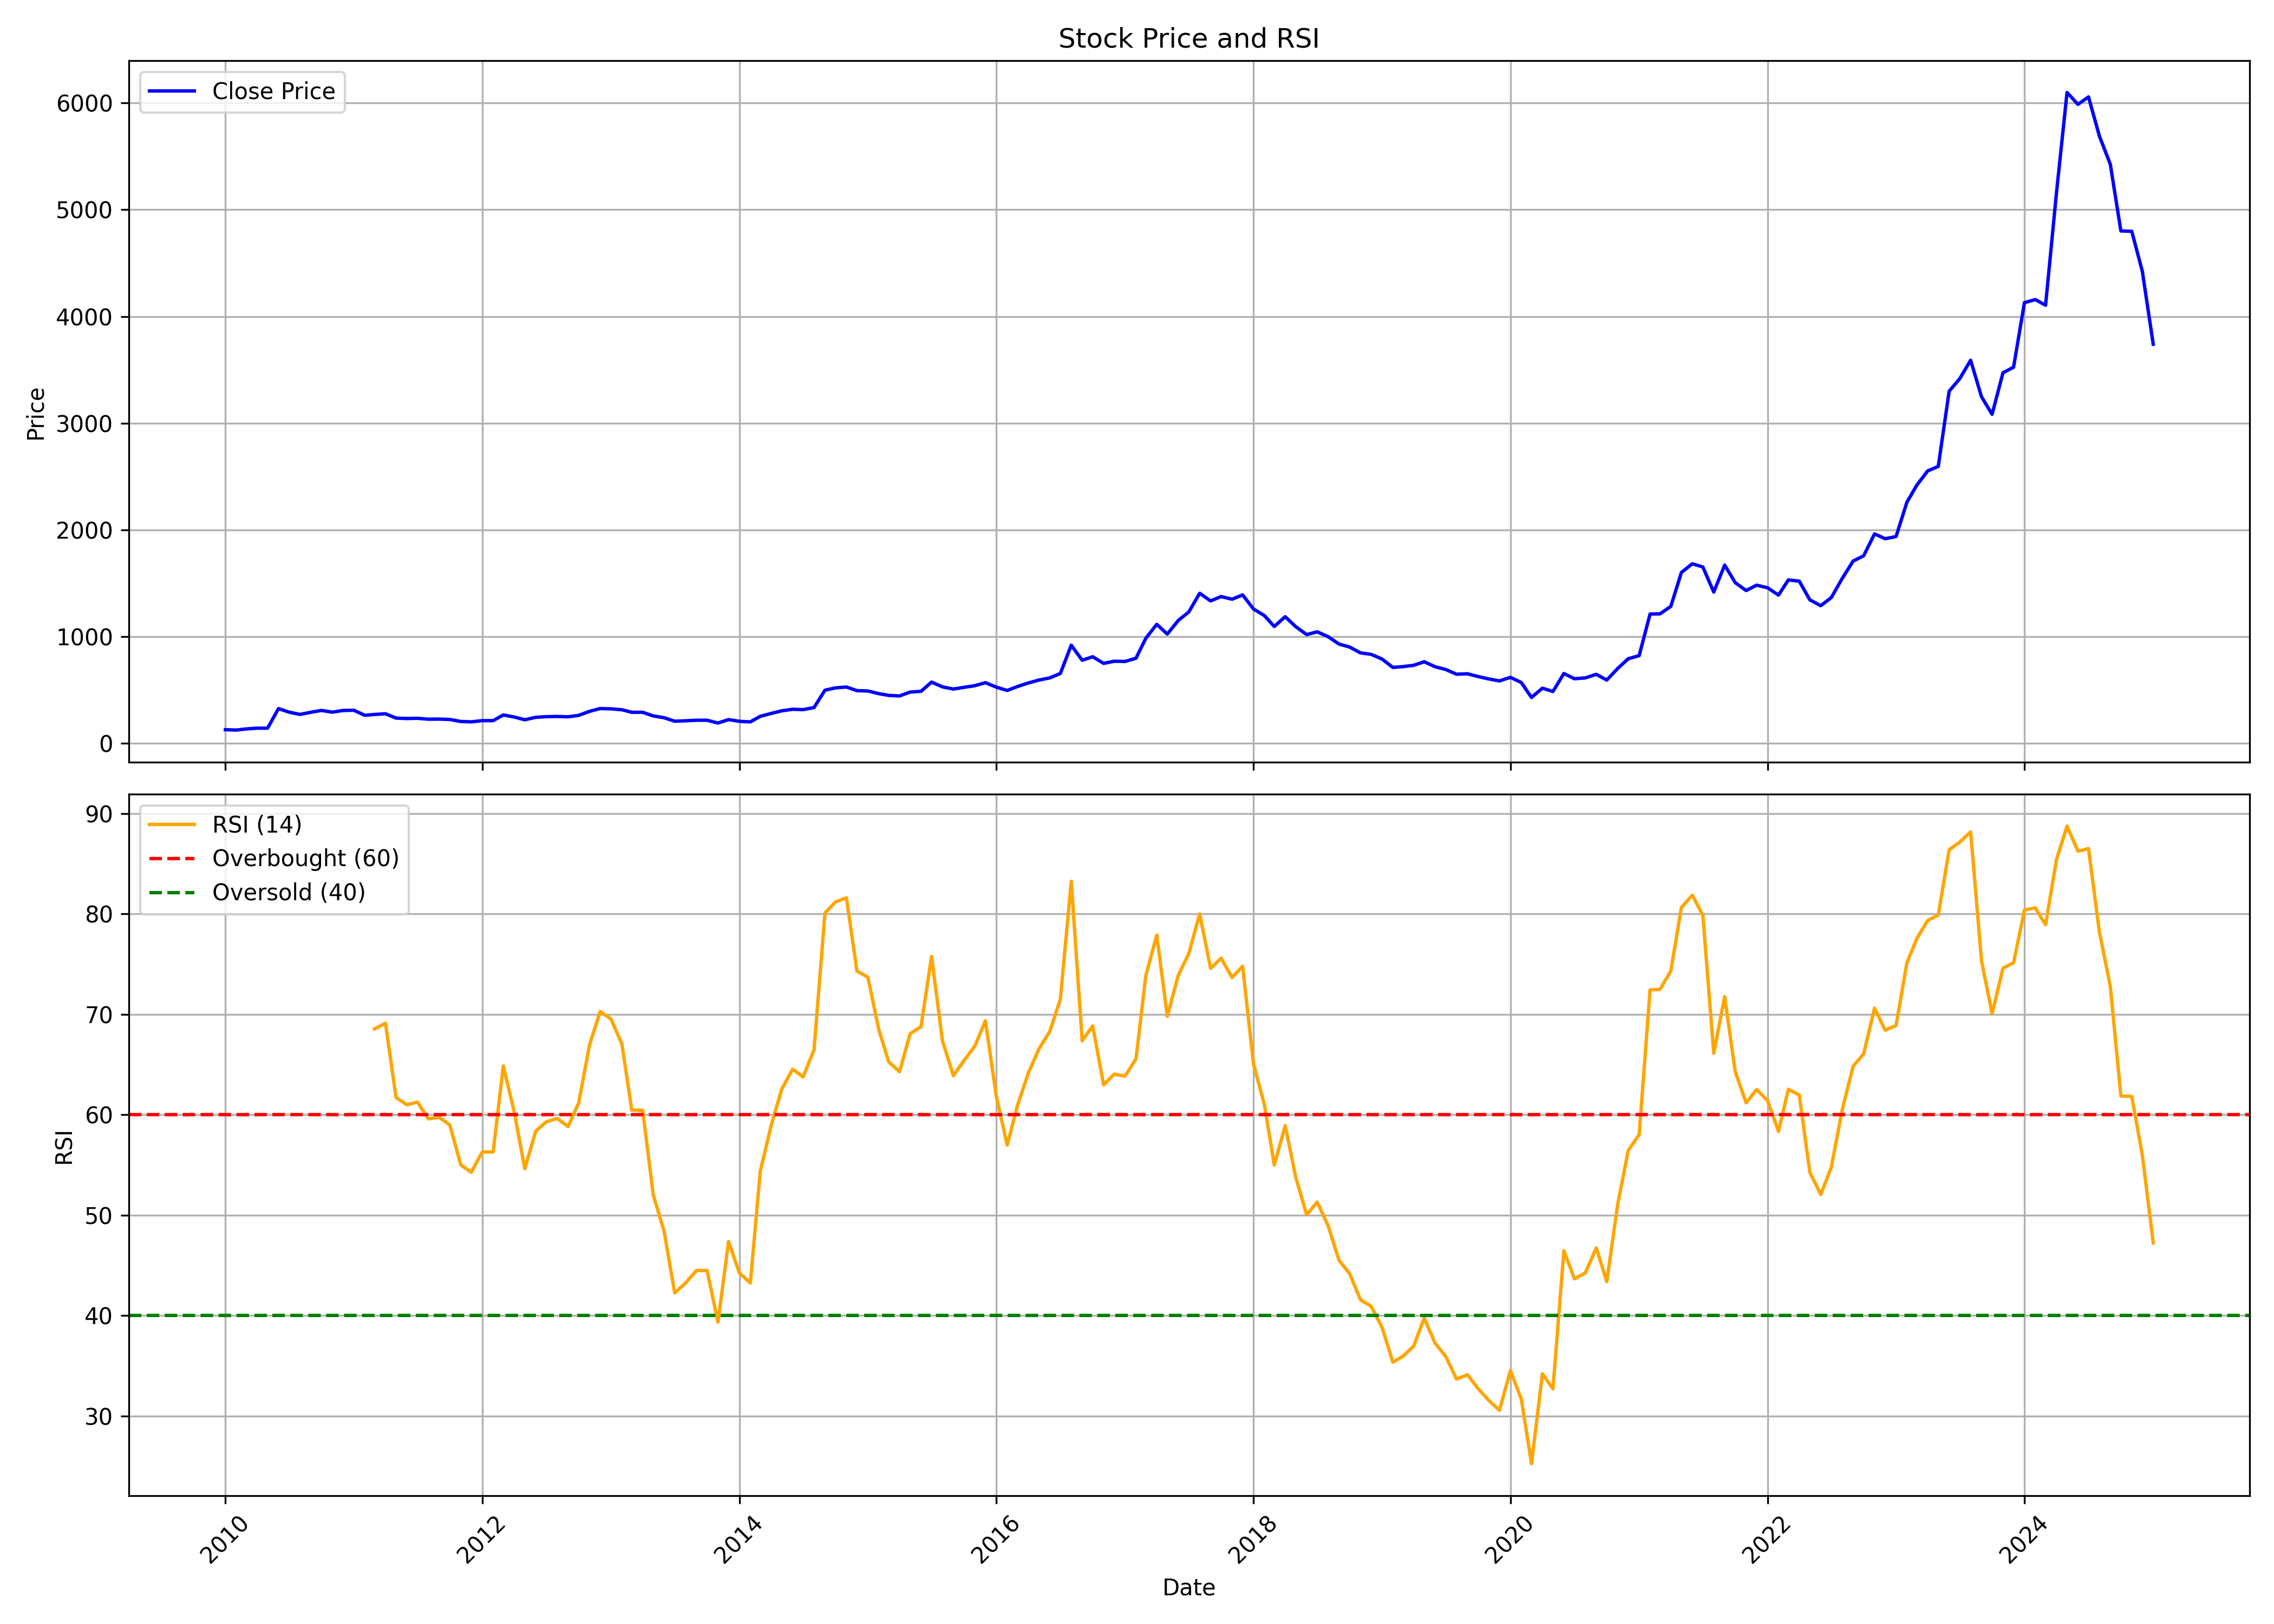 Stock Price and RSI
Close Price
6000
5000
4000
3000
2000
1000
0
Price
RSI (14)
Overbought (60)
Oversold (40)
90
80
70
60
50
40
30
RSI
2010
2012
2014
2016
2018
2020
2022
2024
Date